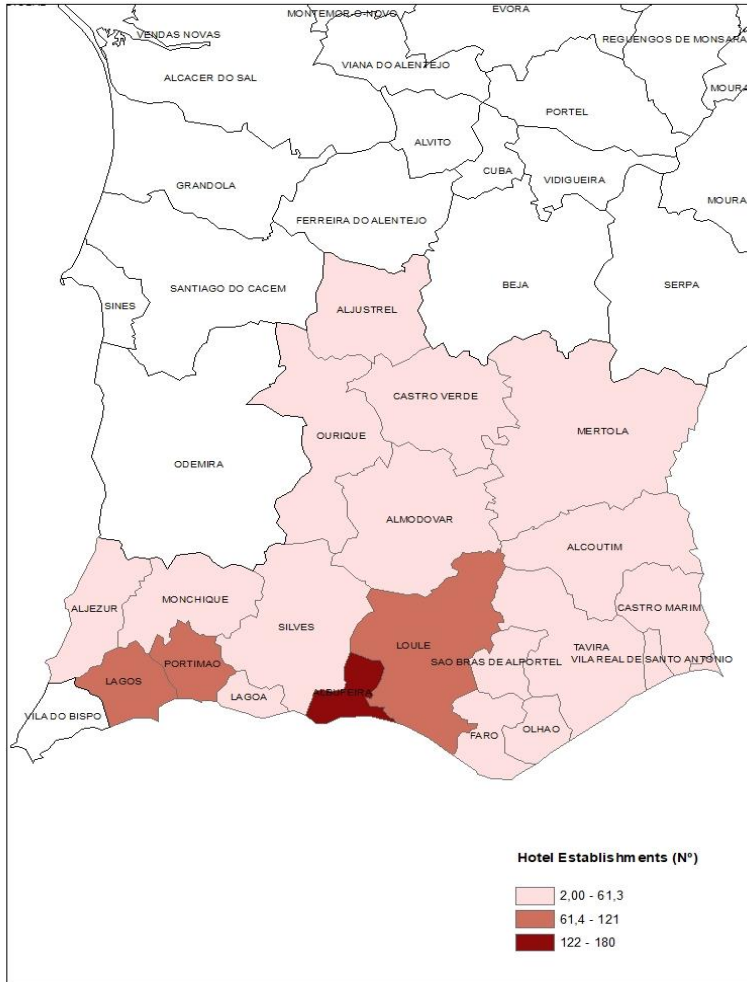 MONTEMOR-O-NOVO
EVORA
VENDAS NOVAS
REGUENGOS DE MONSARA
VIANA DO ALENTEJO
ALCACER DO SAL
MOURA
PORTEL
ALVITO
CUBA
VIDIGUEIRA
GRANDOLA
MOURA
FERREIRA DO ALENTEJO
SANTIAGO DO CACEM
BEJA
SERPA
SINES
ALJUSTREL
CASTRO VERDE
MERTOLA
OURIQUE
ODEMIRA
ALMODOVAR
ALCOUTIM
MONCHIQUE
ALJEZUR
CASTRO MARIM
SILVES
LOULE
TAVIRA
VILA REAL DE SANTO ANTONIO
SAO BRAS DE ALPORTEL
PORTIMAO
LAGOS
LAGOA
ALBUFEIRA
VILA DO BISPO
FARO
OLHAO
Hotel Establishments (Nº)
2,00 - 61,3
61,4 - 121
122 - 180